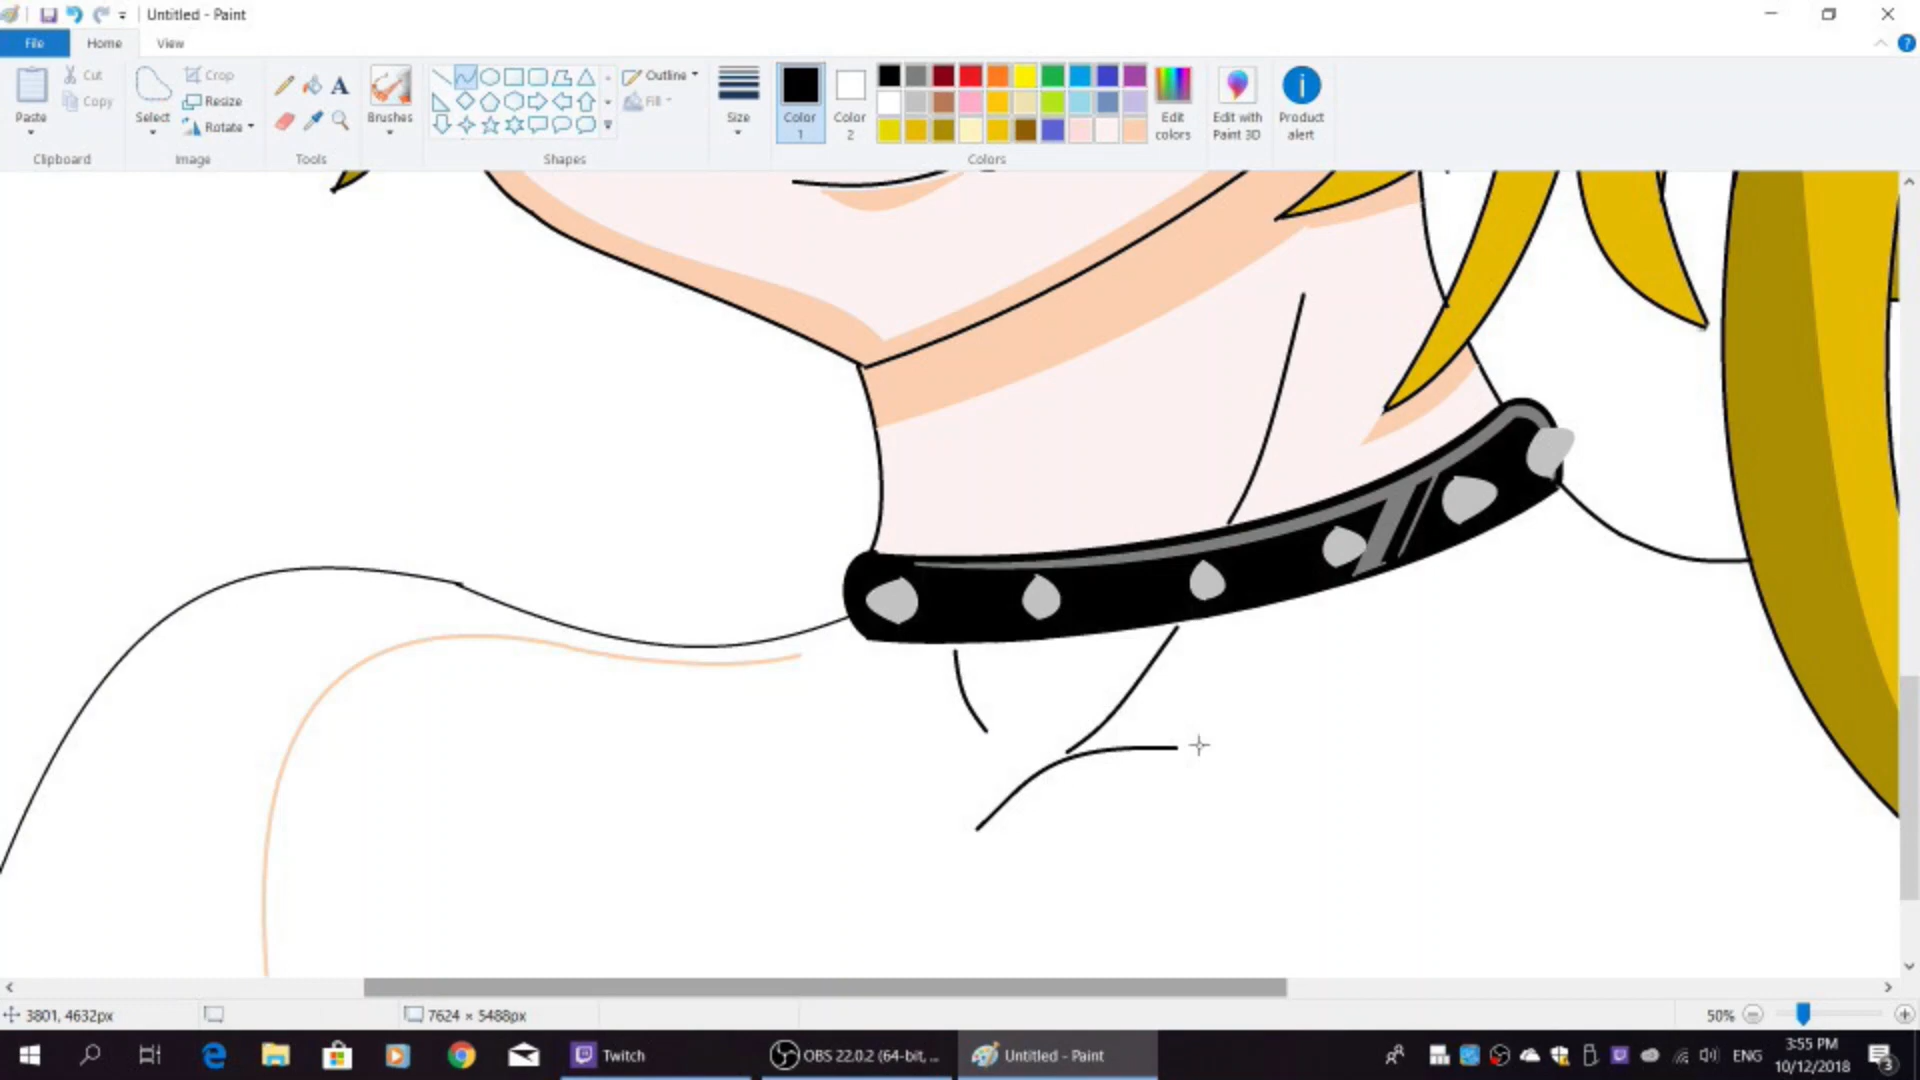 Untitled - Paint
File Home View
Paste
Cut
Copy
Clipboard
Select
Crop
Resize
Rotate
Image
A
Tools
Brushes
Shapes
Outline
Fill
Size
Color 1
Color 2
Colors
Edit colors
Edit with Paint 3D
Product alert
3801, 4632px
7624 × 5488px
50%
Twitch
OBS 22.0.2 (64-bit, ...
Untitled - Paint
ENG
3:55 PM
10/12/2018
3